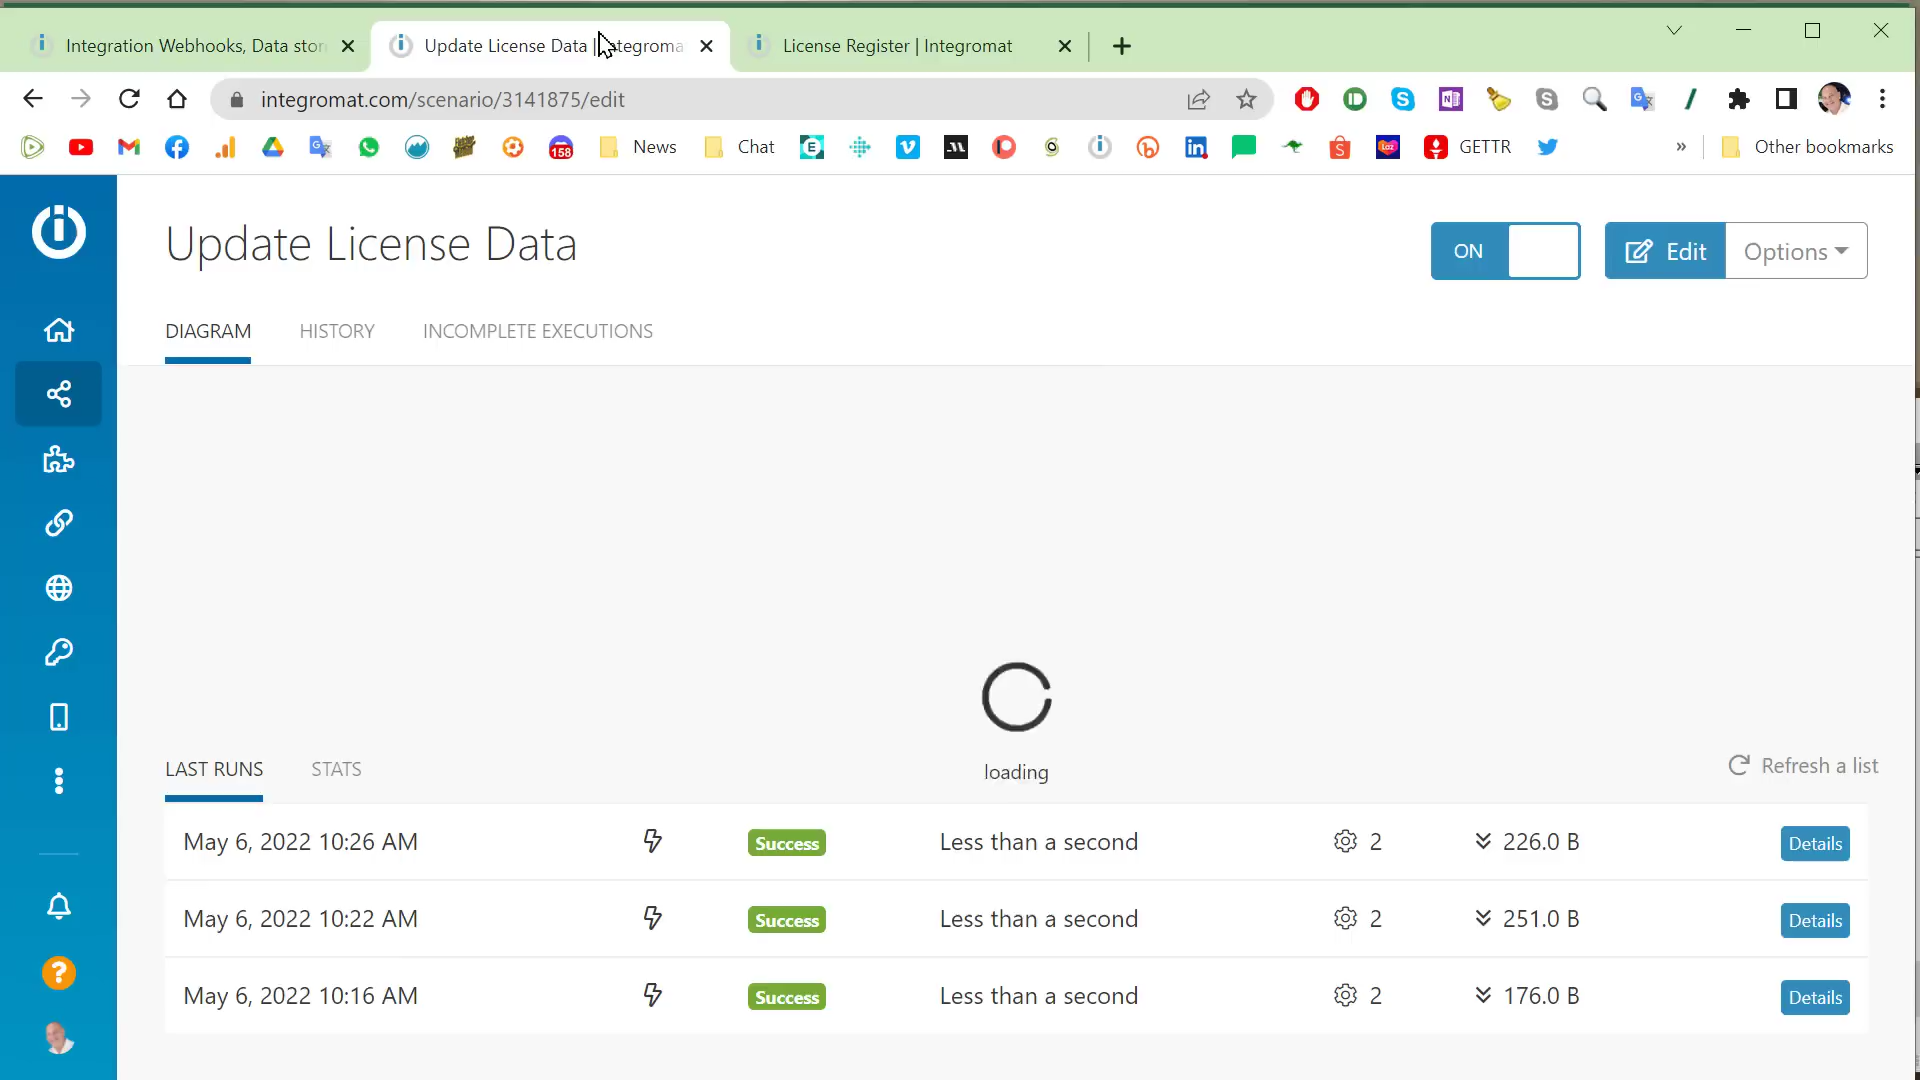 Integration Webhooks, Data stor
Update License Data | Integroma
License Register | Integromat
integromat.com/scenario/3141875/edit
158
News
Chat
GETTR
Other bookmarks
Update License Data
ON
Edit
Options
DIAGRAM
HISTORY
INCOMPLETE EXECUTIONS
loading
LAST RUNS
STATS
Refresh a list
May 6, 2022 10:26 AM Success Less than a second 2 226.0 B Details
May 6, 2022 10:22 AM Success Less than a second 2 251.0 B Details
May 6, 2022 10:16 AM Success Less than a second 2 176.0 B Details